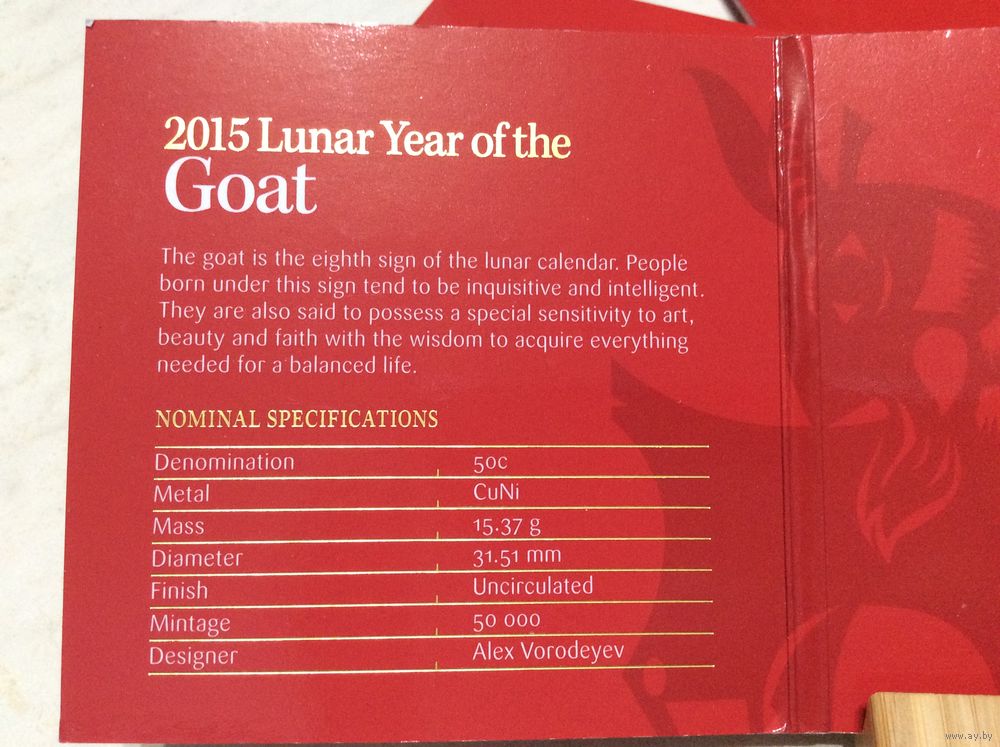 2015 Lunar Year of the
Goat
The goat is the eighth sign of the lunar calendar. People
born under this sign tend to be inquisitive and intelligent.
They are also said to possess a special sensitivity to art,
beauty and faith with the wisdom to acquire everything
needed for a balanced life.
NOMINAL SPECIFICATIONS
Denomination 50c
Metal CuNi
Mass 15.37 g
Diameter 31.51 mm
Finish Uncirculated
Mintage 50 000
Designer Alex Vorodeyev
www.ay.by